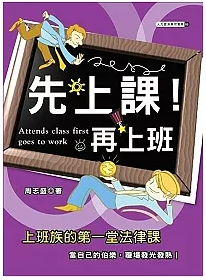 先上課!
Attends class first
goes to work
再上班
周志盛◎著
上班族的第一堂法律課
當自己的伯樂,職場發光發熱!